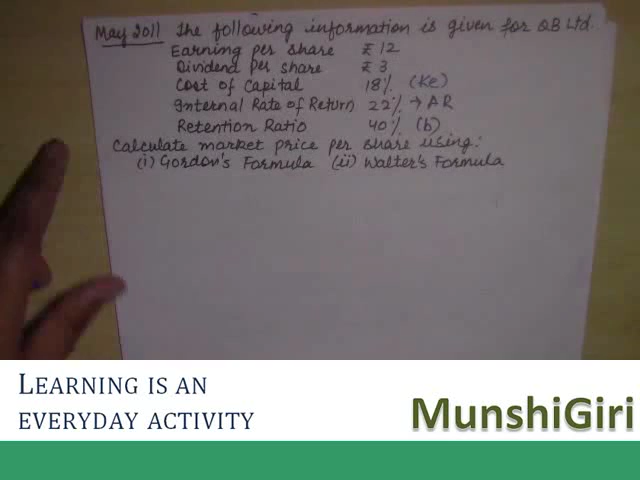 May 2011 The following information is given for QB Ltd.
Earning per share ₹ 12
Dividend per share ₹ 3
Cost of Capital 18% (Ke)
Internal Rate of Return 22% → AR
Retention Ratio 40% (b)
Calculate market price per share using:
(i) Gordon's Formula (ii) Walter's Formula
LEARNING IS AN
EVERYDAY ACTIVITY
MunshiGiri